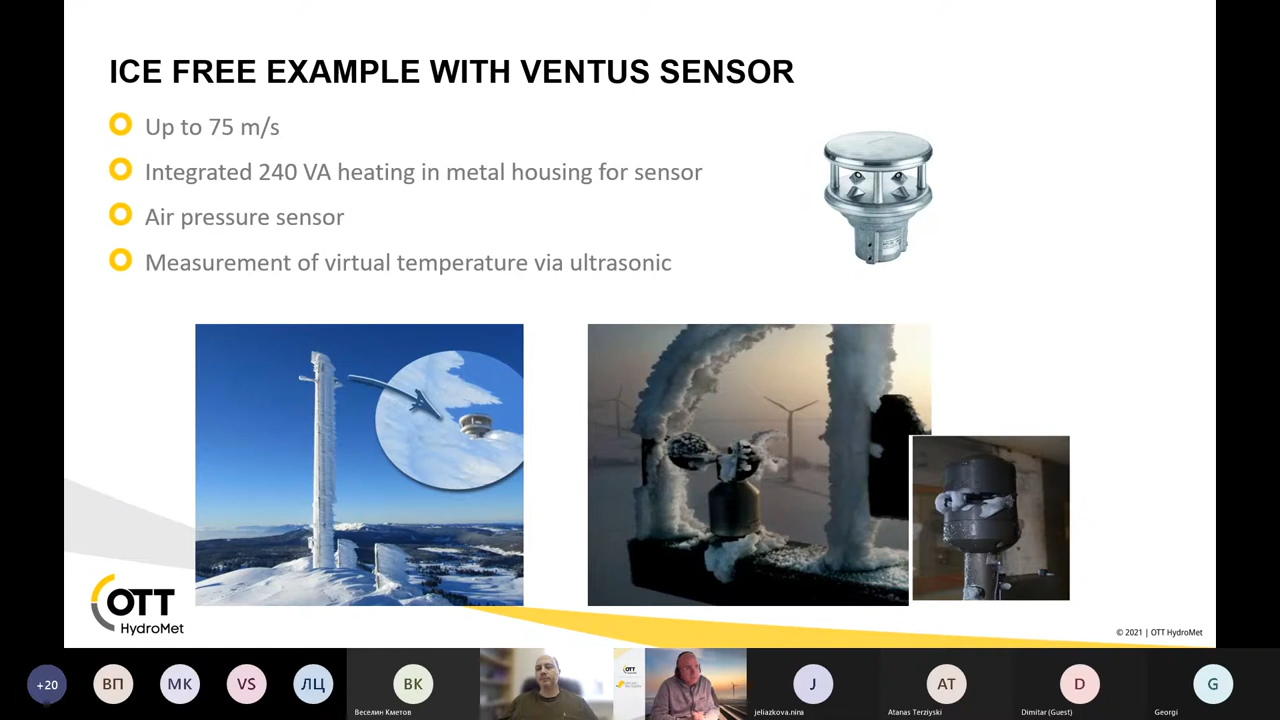 ICE FREE EXAMPLE WITH VENTUS SENSOR
Up to 75 m/s
Integrated 240 VA heating in metal housing for sensor
Air pressure sensor
Measurement of virtual temperature via ultrasonic
OTT
HydroMet
© 2021 | OTT HydroMet
+20
ВП
МК
VS
ЛЦ
ВК
Веселин Кметов
OTT
J
jeliazkova.nina
AT
Atanas Terziyski
D
Dimitar (Guest)
G
Georgi